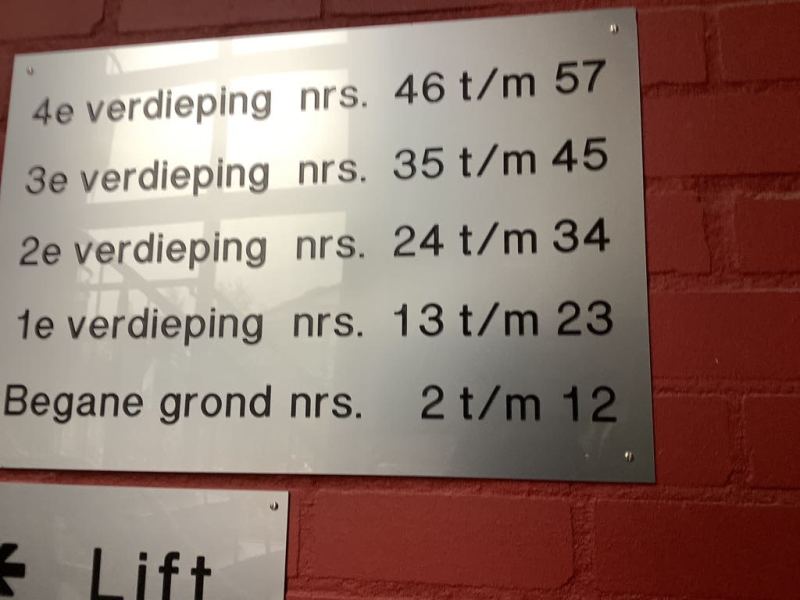 4e verdieping nrs. 46 t/m 57
3e verdieping nrs. 35 t/m 45
2e verdieping nrs. 24 t/m 34
1e verdieping nrs. 13 t/m 23
Begane grond nrs. 2 t/m 12
Lift